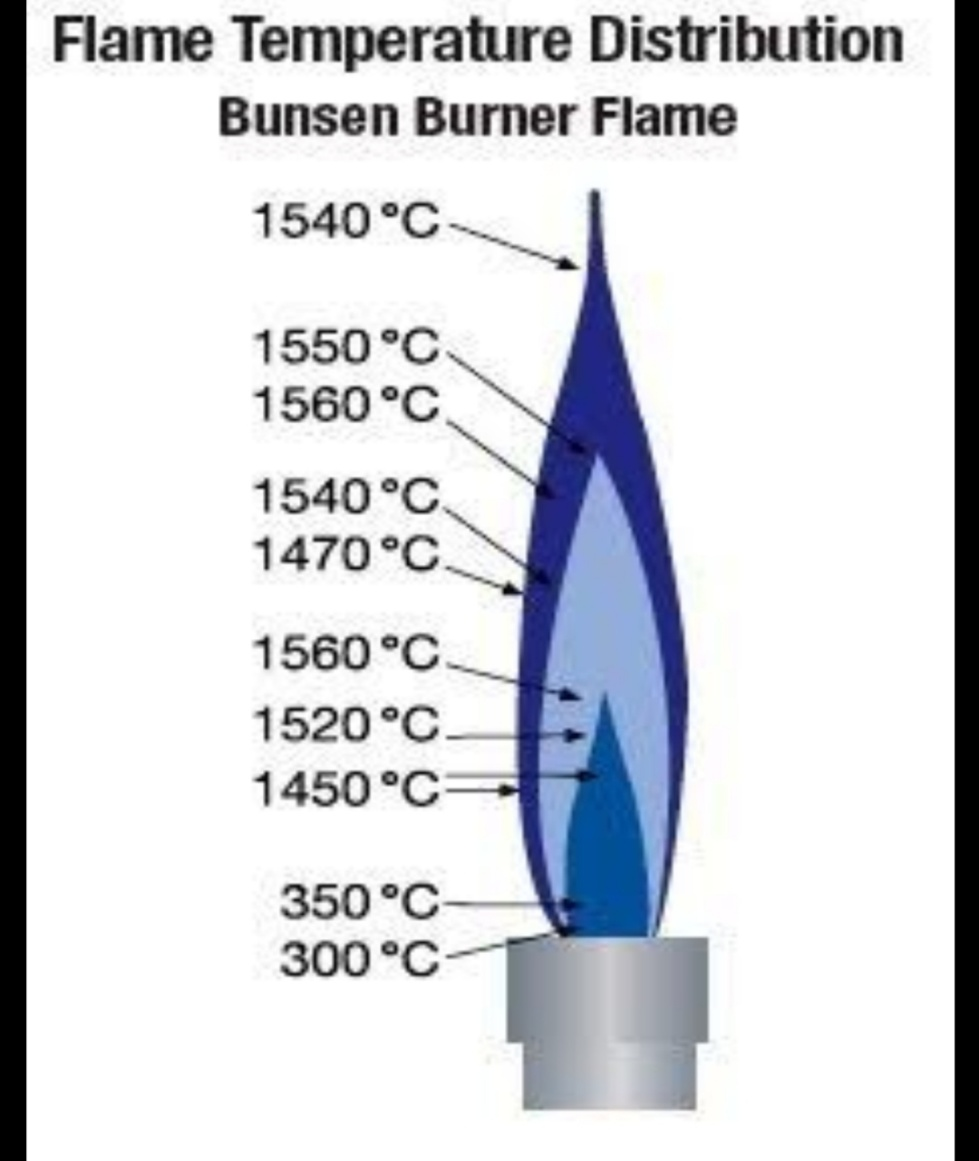 Flame Temperature Distribution
Bunsen Burner Flame
1540 °C
1550 °C
1560 °C
1540 °C
1470 °C
1560 °C
1520 °C
1450 °C
350 °C
300 °C